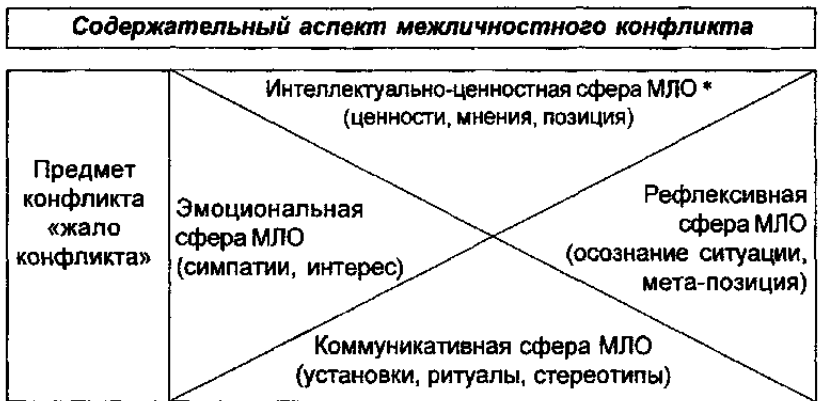 Содержательный аспект межличностного конфликта
Интеллектуально-ценностная сфера МЛО *
(ценности, мнения, позиция)
Предмет
конфликта
«жало
конфликта»
Эмоциональная
сфера МЛО
(симпатии, интерес)
Рефлексивная
сфера МЛО
(осознание ситуации,
мета-позиция)
Коммуникативная сфера МЛО
(установки, ритуалы, стереотипы)